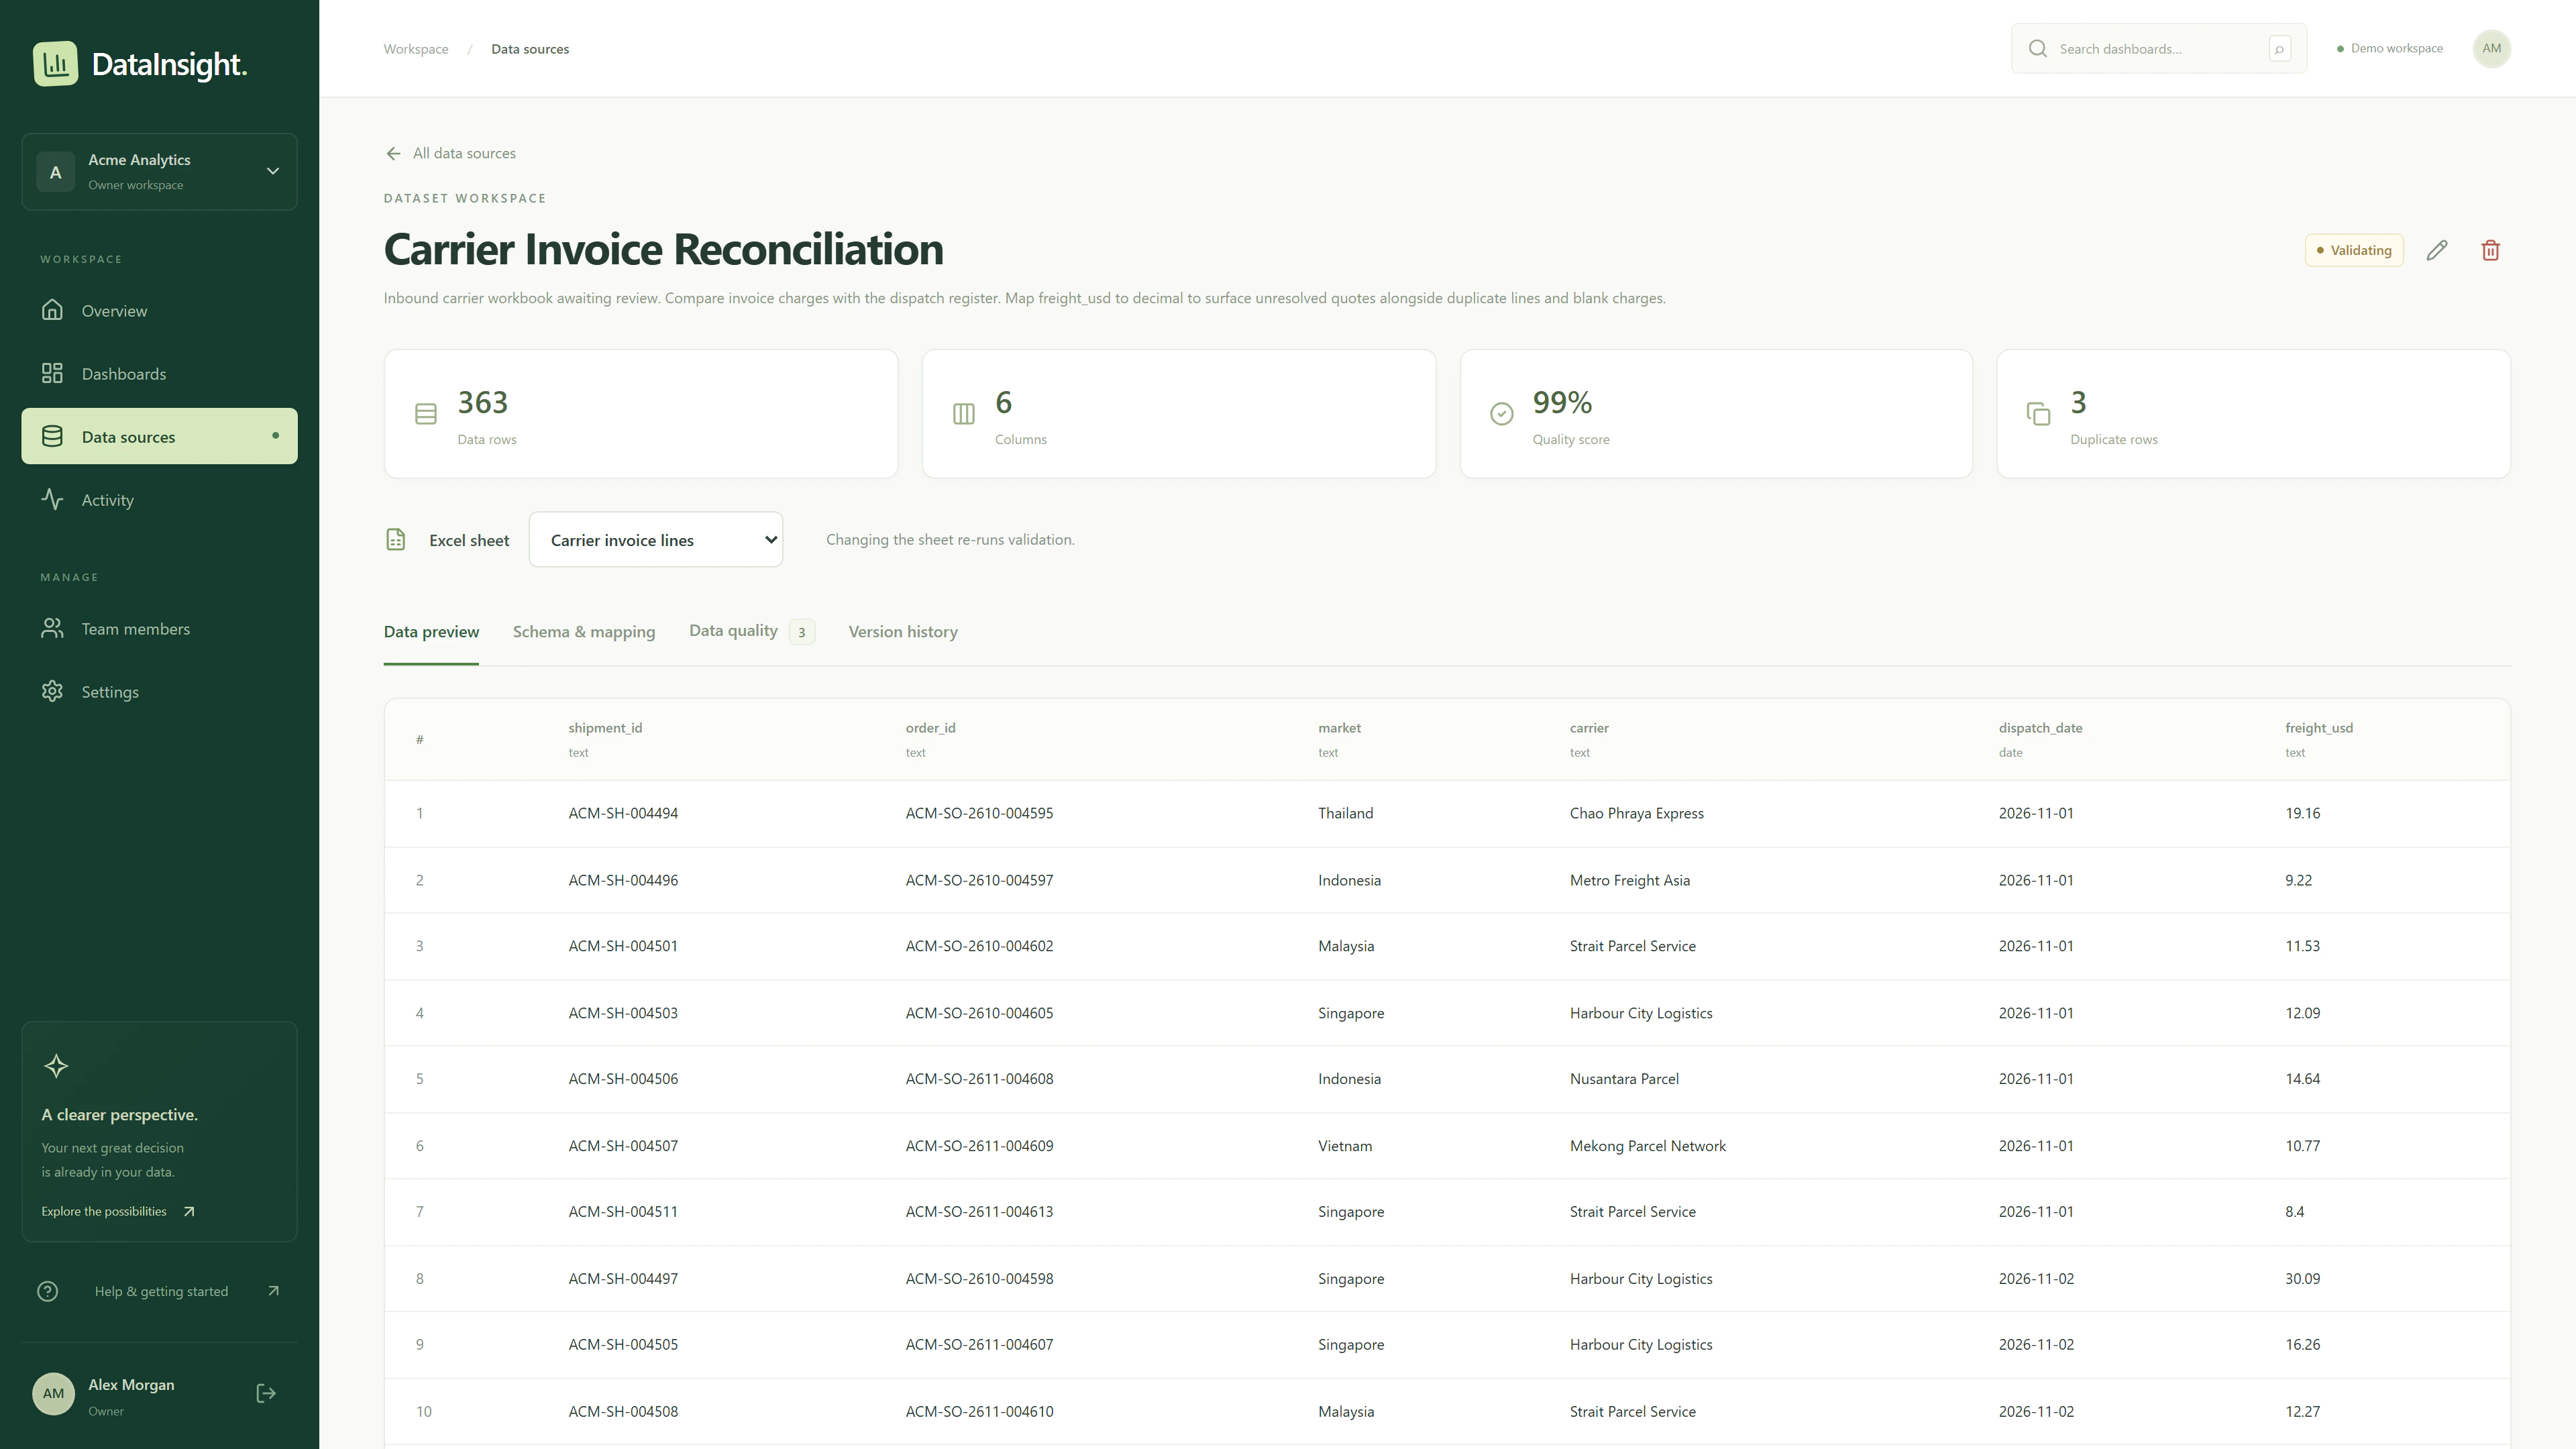 DataInsight.
A
Acme Analytics
Owner workspace
WORKSPACE
Overview
Dashboards
Data sources
Activity
MANAGE
Team members
Settings
A clearer perspective.
Your next great decision
is already in your data.
Explore the possibilities
Help & getting started
AM
Alex Morgan
Owner
Workspace / Data sources
Search dashboards...
Demo workspace
AM
All data sources
DATASET WORKSPACE
Carrier Invoice Reconciliation
Validating
Inbound carrier workbook awaiting review. Compare invoice charges with the dispatch register. Map freight_usd to decimal to surface unresolved quotes alongside duplicate lines and blank charges.
363
Data rows
6
Columns
99%
Quality score
3
Duplicate rows
Excel sheet
Carrier invoice lines
Changing the sheet re-runs validation.
Data preview
Schema & mapping
Data quality 3
Version history
# shipment_id order_id market carrier dispatch_date freight_usd
text text text text date text
1 ACM-SH-004494 ACM-SO-2610-004595 Thailand Chao Phraya Express 2026-11-01 19.16
2 ACM-SH-004496 ACM-SO-2610-004597 Indonesia Metro Freight Asia 2026-11-01 9.22
3 ACM-SH-004501 ACM-SO-2610-004602 Malaysia Strait Parcel Service 2026-11-01 11.53
4 ACM-SH-004503 ACM-SO-2610-004605 Singapore Harbour City Logistics 2026-11-01 12.09
5 ACM-SH-004506 ACM-SO-2611-004608 Indonesia Nusantara Parcel 2026-11-01 14.64
6 ACM-SH-004507 ACM-SO-2611-004609 Vietnam Mekong Parcel Network 2026-11-01 10.77
7 ACM-SH-004511 ACM-SO-2611-004613 Singapore Strait Parcel Service 2026-11-01 8.4
8 ACM-SH-004497 ACM-SO-2610-004598 Singapore Harbour City Logistics 2026-11-02 30.09
9 ACM-SH-004505 ACM-SO-2611-004607 Singapore Harbour City Logistics 2026-11-02 16.26
10 ACM-SH-004508 ACM-SO-2611-004610 Malaysia Strait Parcel Service 2026-11-02 12.27